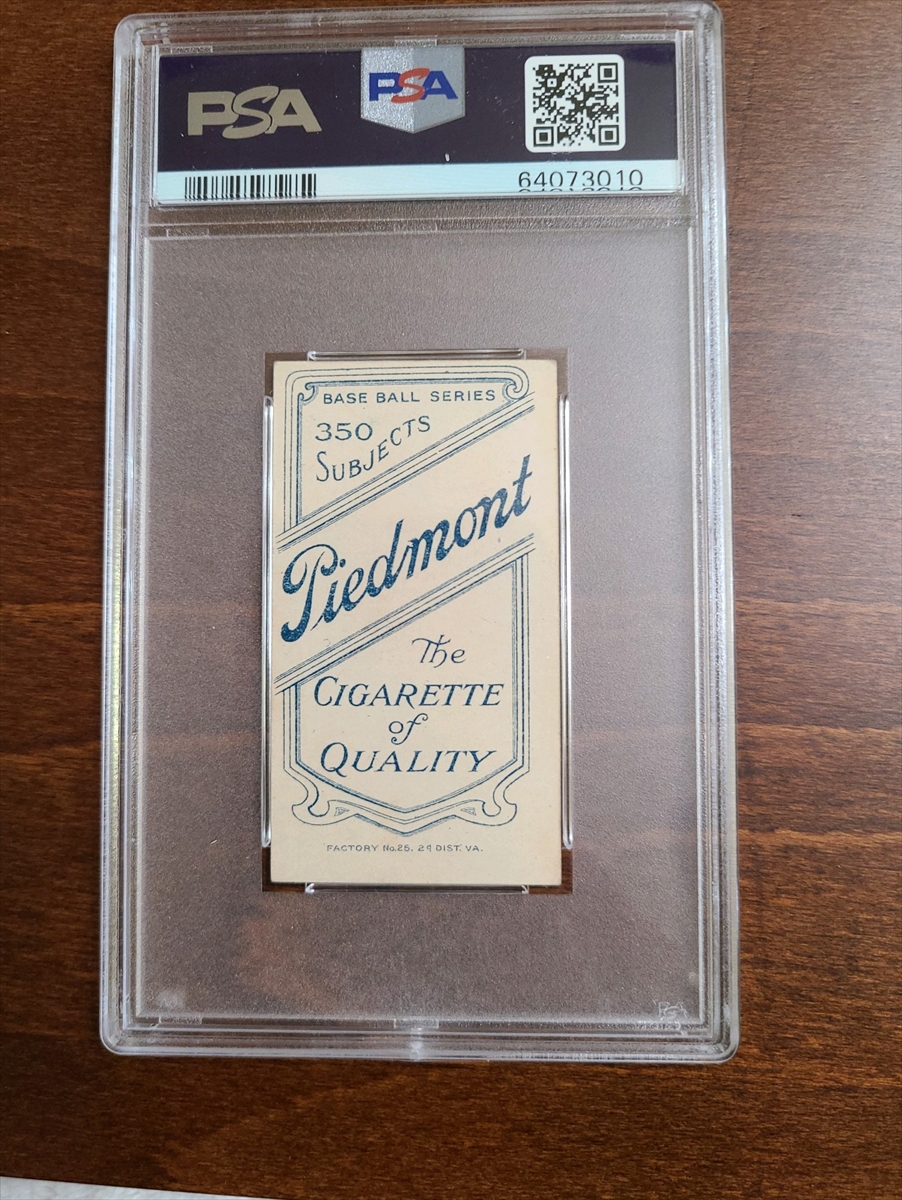 PSA
PSA
64073010
BASE BALL SERIES
350
SUBJECTS
Piedmont
The
CIGARETTE
of
QUALITY
FACTORY No. 25, 2d DIST. VA.